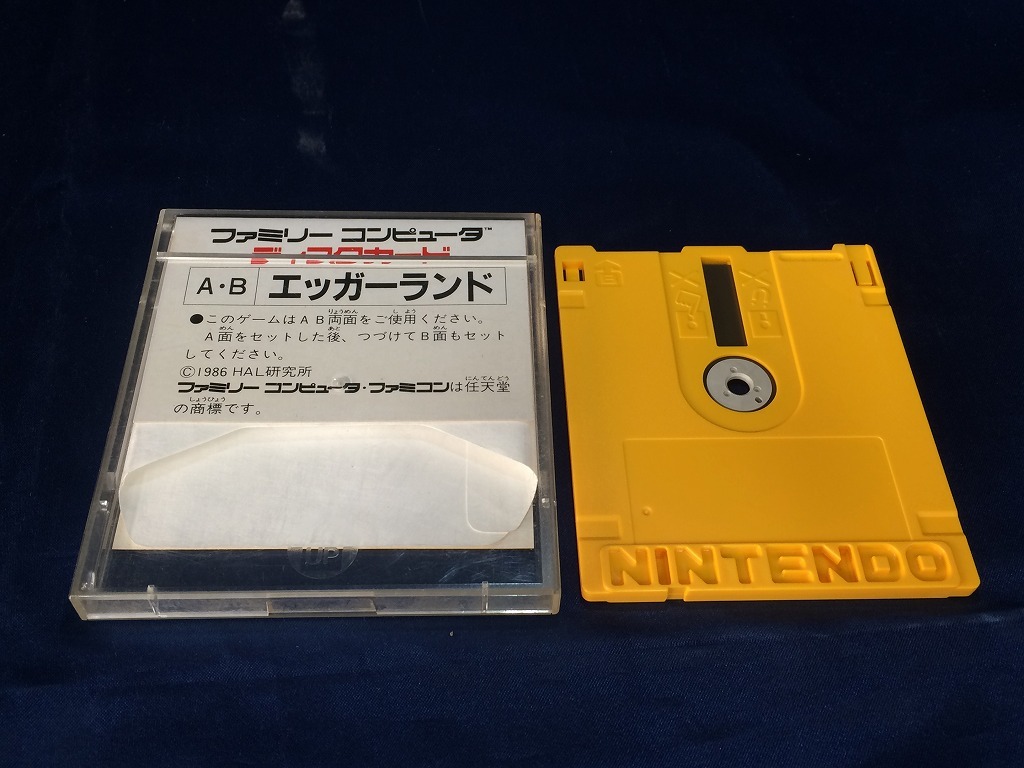 ファミリー コンピュータ™
ディスクカード
A・B エッガーランド
●このゲームはAB両面をご使用ください。
A面をセットした後、つづけてB面もセット
してください。
©1986 HAL研究所
ファミリー コンピュータ・ファミコンは任天堂
の商標です。
UP
NINTENDO